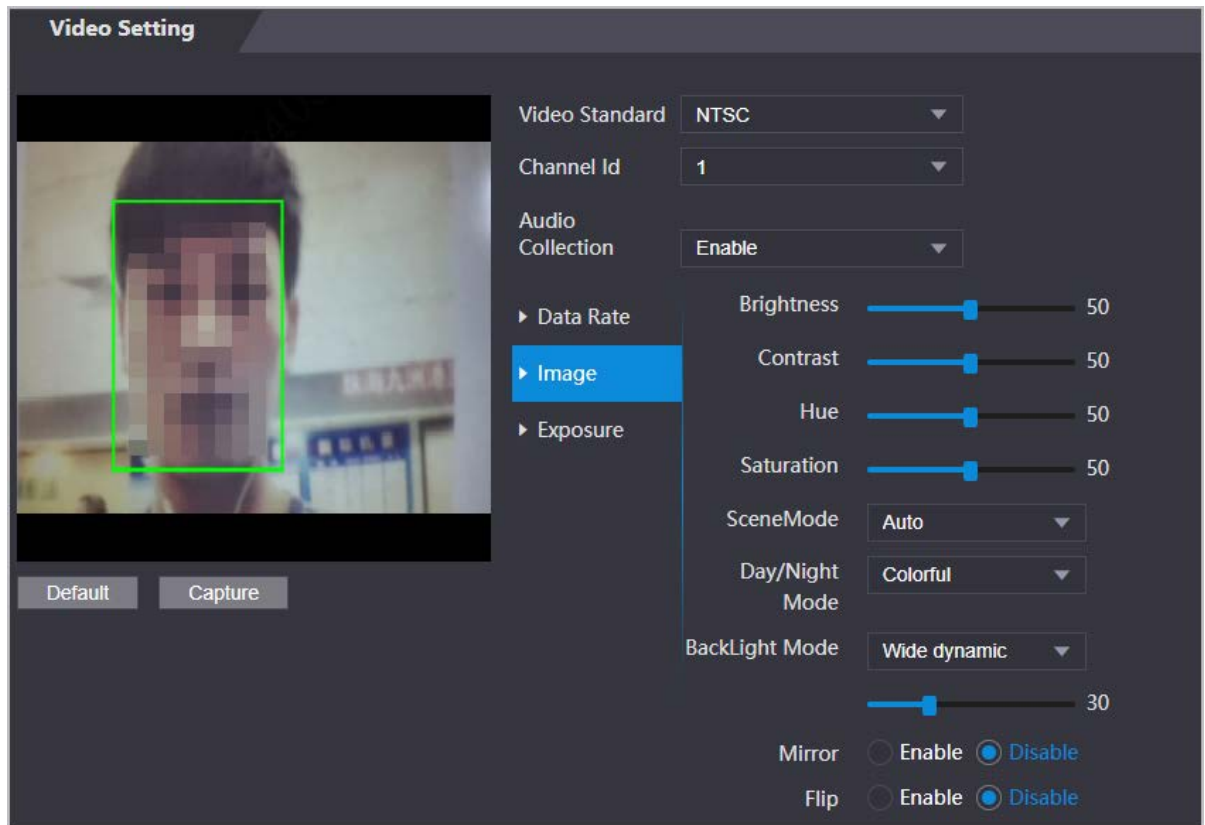 Video Setting
Video Standard NTSC
Channel Id 1
Audio
Collection Enable
Data Rate
Image
Exposure
Brightness 50
Contrast 50
Hue 50
Saturation 50
SceneMode Auto
Day/Night
Mode Colorful
BackLight Mode Wide dynamic
30
Mirror Enable Disable
Flip Enable Disable
Default Capture